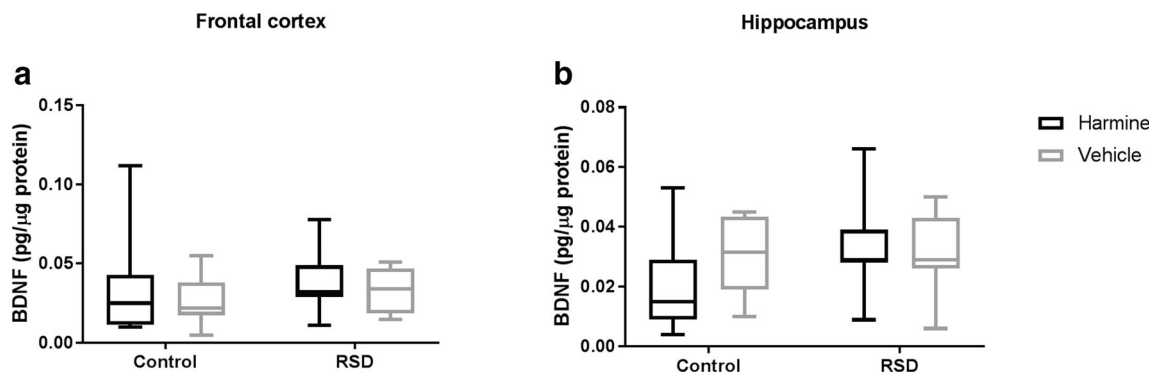 Frontal cortex
Hippocampus
a
b
BDNF (pg/µg protein)
0.15
0.10
0.05
0.00
Control
RSD
BDNF (pg/µg protein)
0.08
0.06
0.04
0.02
0.00
Control
RSD
Harmine
Vehicle